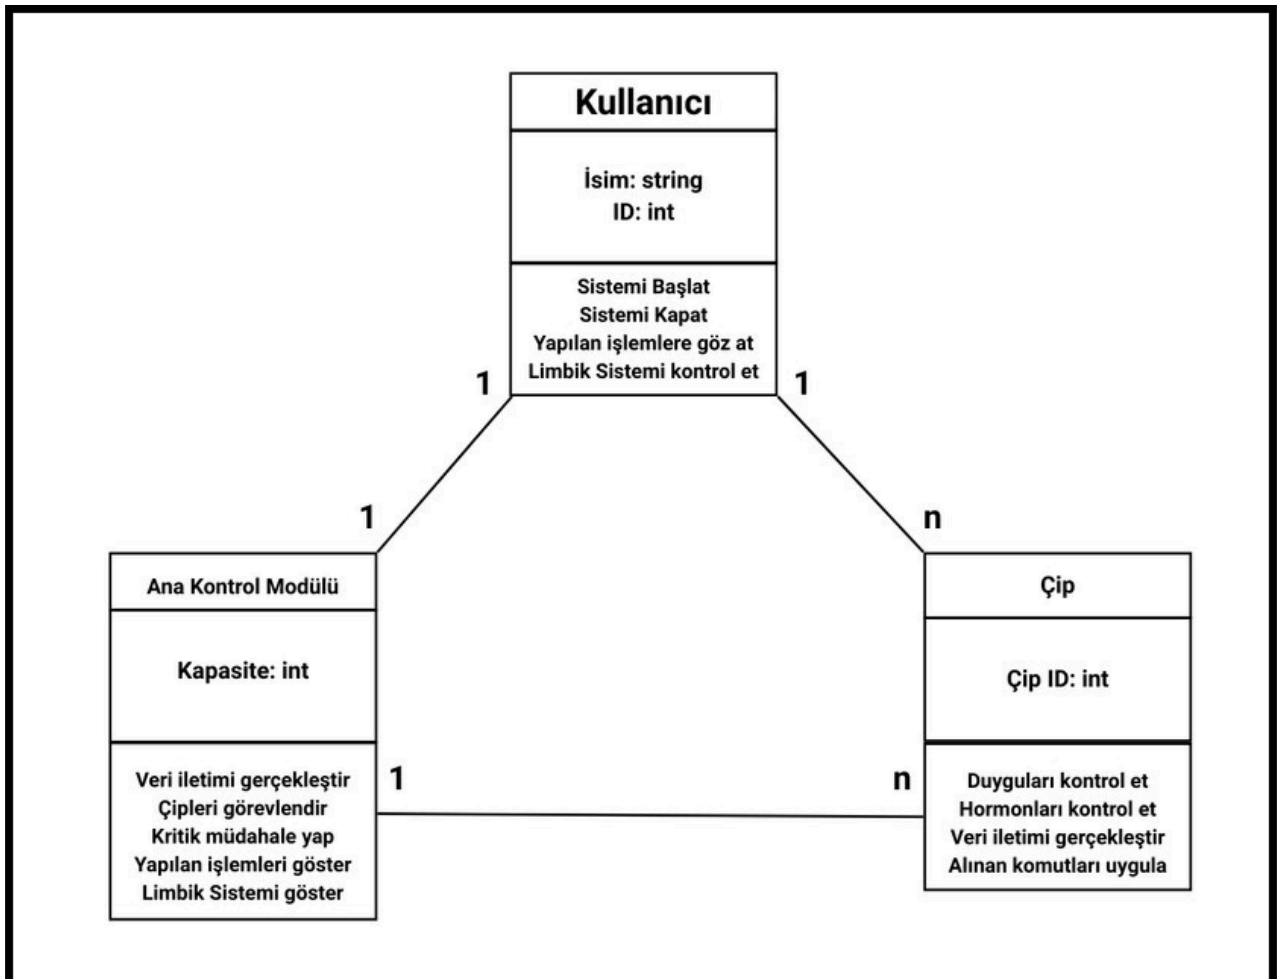 Kullanıcı
İsim: string
ID: int
Sistemi Başlat
Sistemi Kapat
Yapılan işlemlere göz at
Limbik Sistemi kontrol et
1
1
1
n
Ana Kontrol Modülü
Kapasite: int
Veri iletimi gerçekleştir
Çipleri görevlendir
Kritik müdahale yap
Yapılan işlemleri göster
Limbik Sistemi göster
1
n
Çip
Çip ID: int
Duyguları kontrol et
Hormonları kontrol et
Veri iletimi gerçekleştir
Alınan komutları uygula